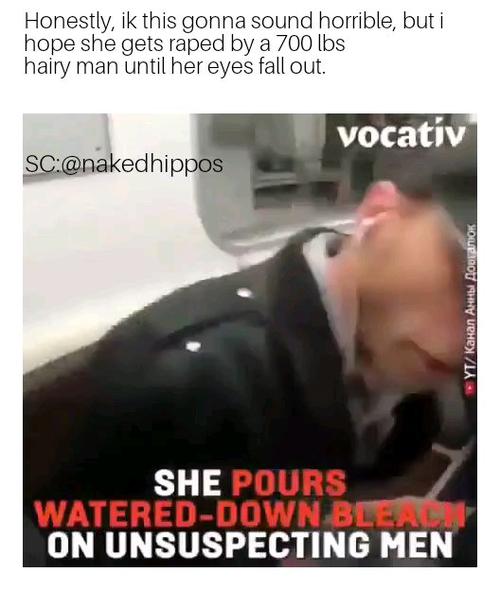 Honestly, ik this gonna sound horrible, but i
hope she gets raped by a 700 lbs
hairy man until her eyes fall out.
vocativ
SC:@nakedhippos
YT/ Канал Анны Довгалюк
SHE POURS
WATERED-DOWN BLEACH
ON UNSUSPECTING MEN